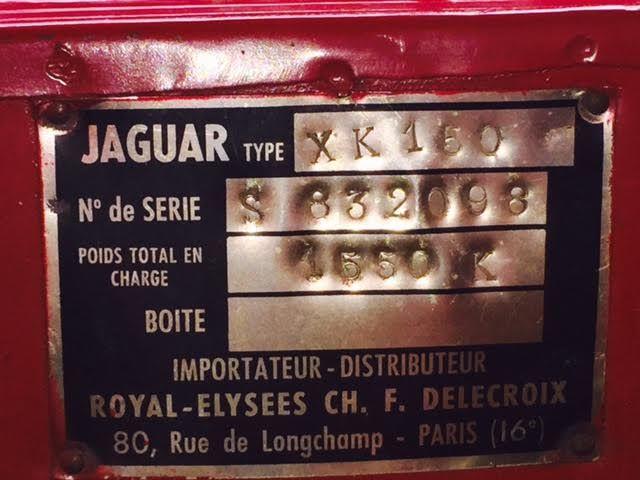 JAGUAR TYPE XK150
N° de SERIE S 832098
POIDS TOTAL EN CHARGE 1550 K
BOITE
IMPORTATEUR-DISTRIBUTEUR
ROYAL-ELYSEES CH. F. DELECROIX
80, Rue de Longchamp - PARIS (16e)